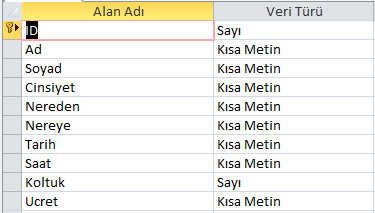 Alan Adı Veri Türü
ID Sayı
Ad Kısa Metin
Soyad Kısa Metin
Cinsiyet Kısa Metin
Nereden Kısa Metin
Nereye Kısa Metin
Tarih Kısa Metin
Saat Kısa Metin
Koltuk Sayı
Ucret Kısa Metin